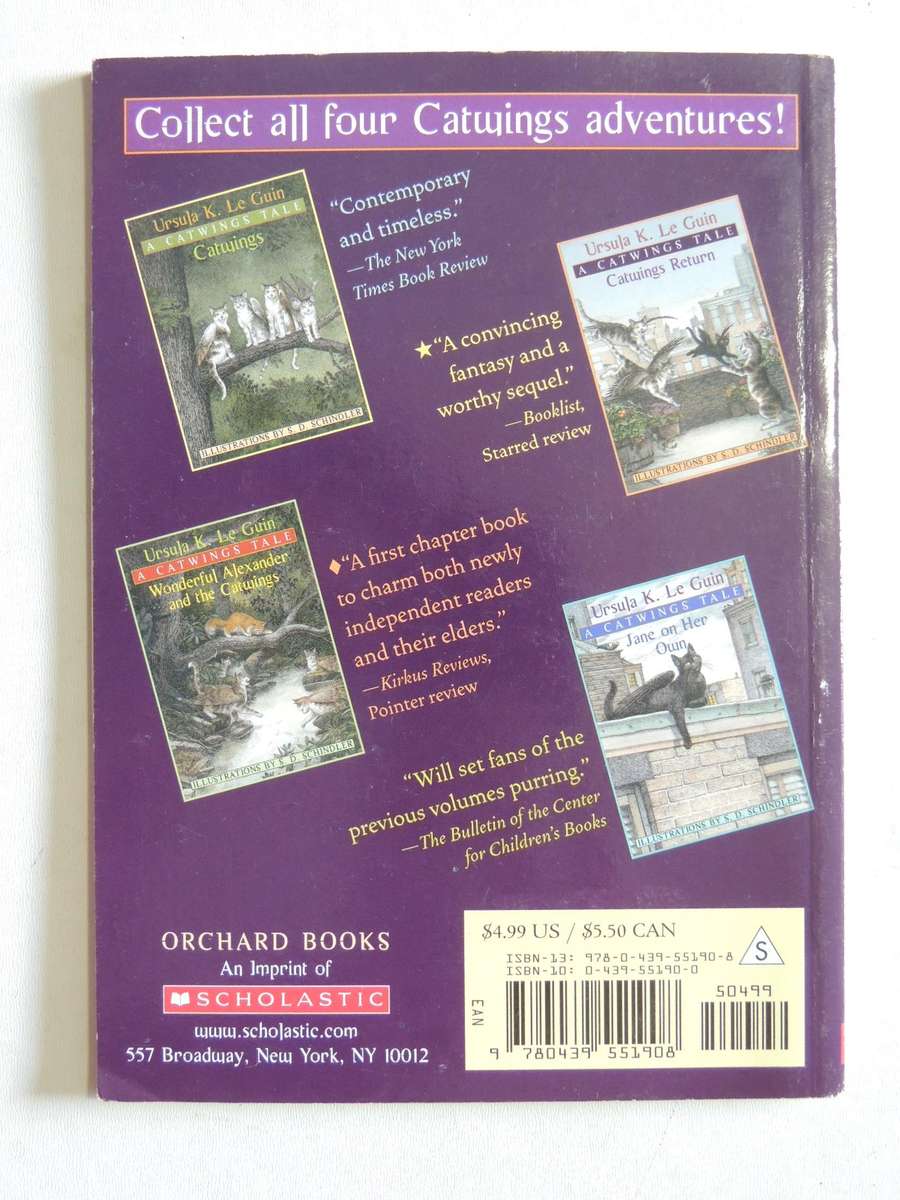 Collect all four Catwings adventures!
Ursula K. Le Guin
A CATWINGS TALE
Catwings
ILLUSTRATIONS BY S. D. SCHINDLER
"Contemporary
and timeless."
—The New York
Times Book Review
Ursula K. Le Guin
A CATWINGS TALE
Catwings Return
ILLUSTRATIONS BY S. D. SCHINDLER
★"A convincing
fantasy and a
worthy sequel."
—Booklist,
Starred review
Ursula K. Le Guin
A CATWINGS TALE
Wonderful Alexander
and the Catwings
ILLUSTRATIONS BY S. D. SCHINDLER
♦"A first chapter book
to charm both newly
independent readers
and their elders."
—Kirkus Reviews,
Pointer review
Ursula K. Le Guin
A CATWINGS TALE
Jane on Her
Own
ILLUSTRATIONS BY S. D. SCHINDLER
"Will set fans of the
previous volumes purring."
—The Bulletin of the Center
for Children's Books
ORCHARD BOOKS
An Imprint of
SCHOLASTIC
www.scholastic.com
557 Broadway, New York, NY 10012
$4.99 US / $5.50 CAN
ISBN-13: 978-0-439-55190-8
ISBN-10: 0-439-55190-0
S
50499
EAN
9 780439 551908